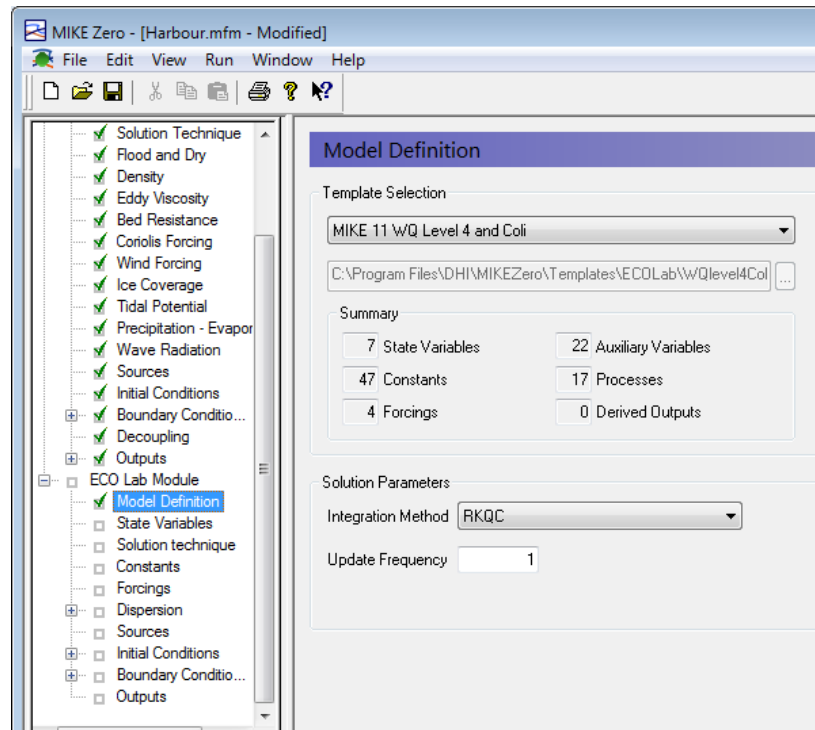 MIKE Zero - [Harbour.mfm - Modified]
File Edit View Run Window Help
Solution Technique
Flood and Dry
Density
Eddy Viscosity
Bed Resistance
Coriolis Forcing
Wind Forcing
Ice Coverage
Tidal Potential
Precipitation - Evapor
Wave Radiation
Sources
Initial Conditions
Boundary Conditio...
Decoupling
Outputs
ECO Lab Module
Model Definition
State Variables
Solution technique
Constants
Forcings
Dispersion
Sources
Initial Conditions
Boundary Conditio...
Outputs
Model Definition
Template Selection
MIKE 11 WQ Level 4 and Coli
C:\Program Files\DHI\MIKEZero\Templates\ECOLab\WQlevel4Col ...
Summary
7 State Variables 22 Auxiliary Variables
47 Constants 17 Processes
4 Forcings 0 Derived Outputs
Solution Parameters
Integration Method RKQC
Update Frequency 1